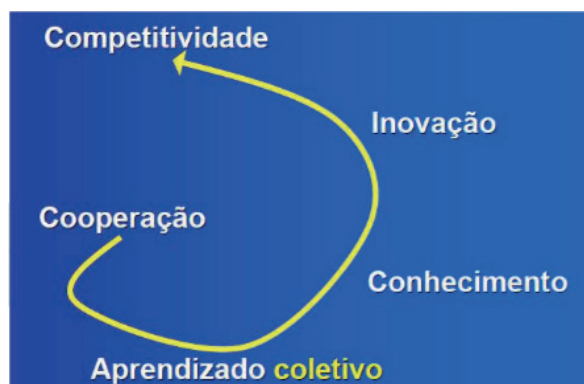 Competitividade
Inovação
Cooperação
Conhecimento
Aprendizado coletivo